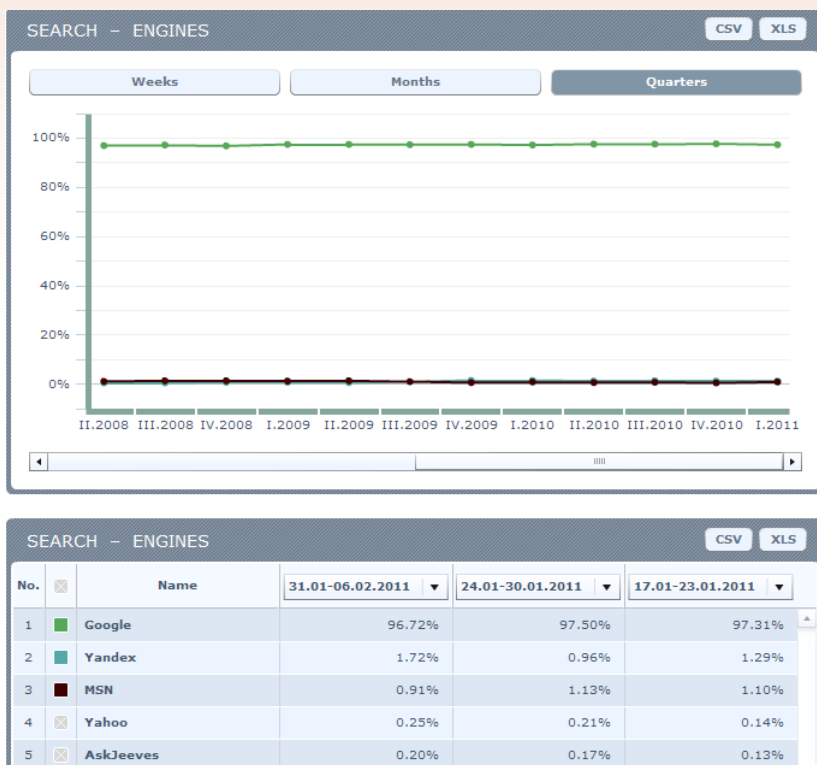 SEARCH – ENGINES CSV XLS
Weeks Months Quarters
100%
80%
60%
40%
20%
0%
II.2008 III.2008 IV.2008 I.2009 II.2009 III.2009 IV.2009 I.2010 II.2010 III.2010 IV.2010 I.2011
SEARCH – ENGINES CSV XLS
No. Name 31.01-06.02.2011 24.01-30.01.2011 17.01-23.01.2011
1 Google 96.72% 97.50% 97.31%
2 Yandex 1.72% 0.96% 1.29%
3 MSN 0.91% 1.13% 1.10%
4 Yahoo 0.25% 0.21% 0.14%
5 AskJeeves 0.20% 0.17% 0.13%